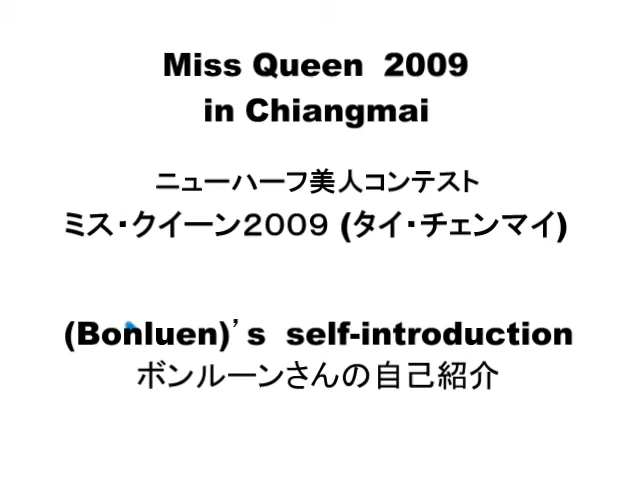 Miss Queen 2009
in Chiangmai
ニューハーフ美人コンテスト
ミス・クイーン２００９ (タイ・チェンマイ)
(Bonluen)’s self-introduction
ボンルーンさんの自己紹介